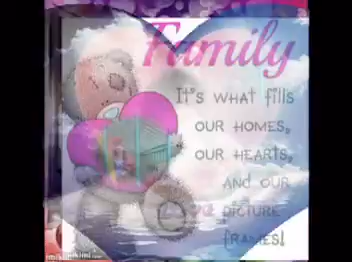 Family
It's what fills
our homes,
our hearts,
and our
picture
frames!